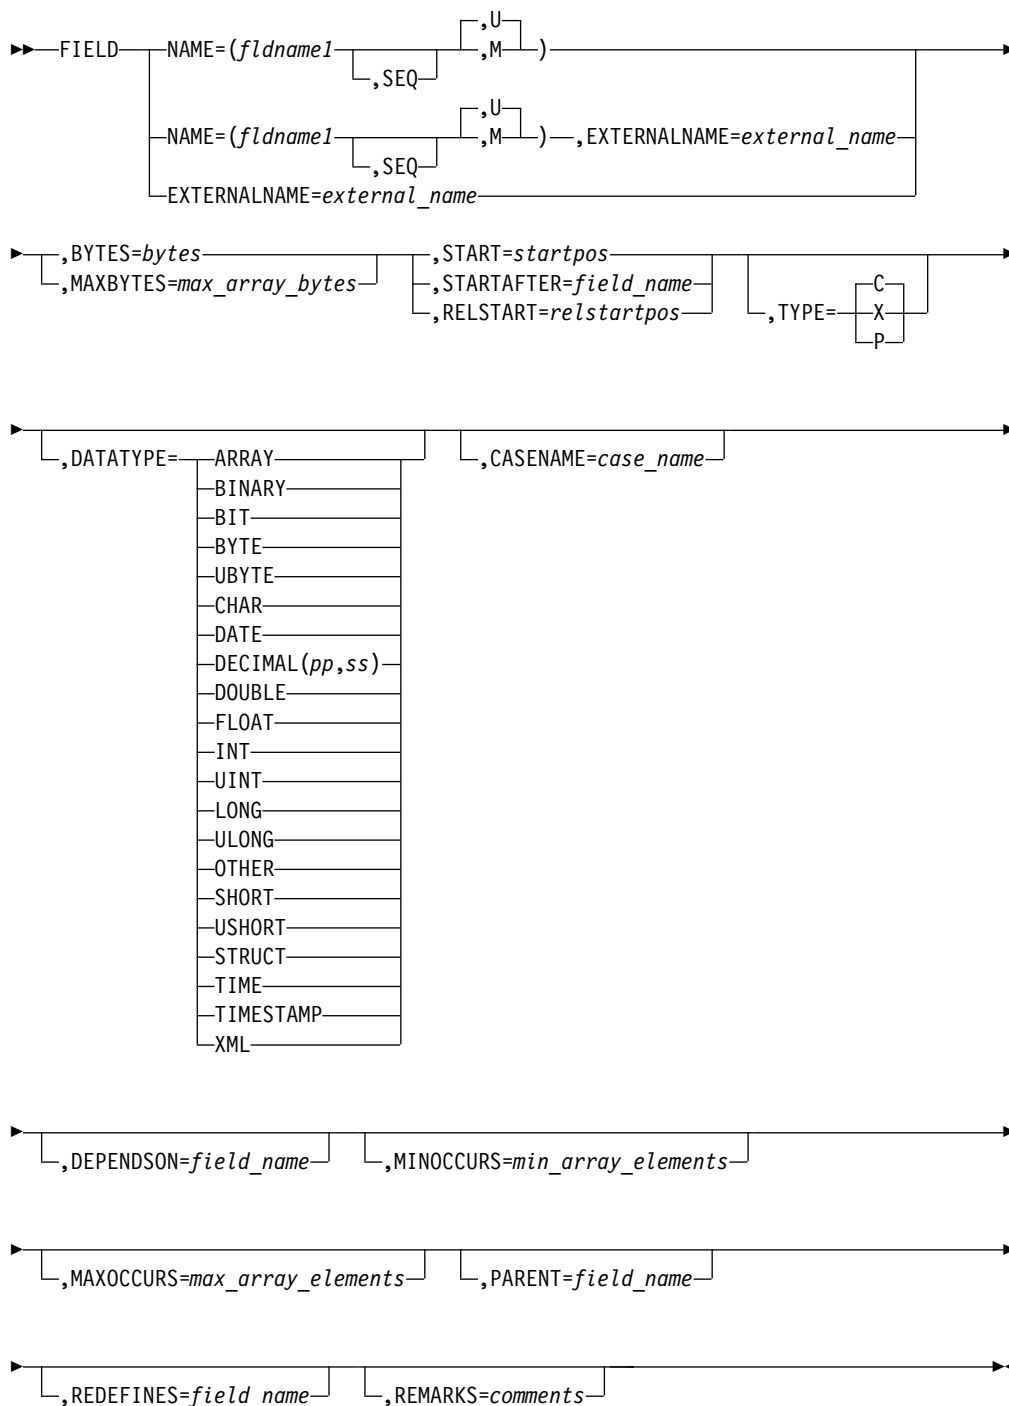 ,U
FIELD NAME=(fldname1 ,M )
,SEQ
,U
NAME=(fldname1 ,M ) ,EXTERNALNAME=external_name
,SEQ
EXTERNALNAME=external_name
,BYTES=bytes ,START=startpos
,MAXBYTES=max_array_bytes ,STARTAFTER=field_name C
,RELSTART=relstartpos ,TYPE= X
P
,DATATYPE= ARRAY ,CASENAME=case_name
BINARY
BIT
BYTE
UBYTE
CHAR
DATE
DECIMAL(pp,ss)
DOUBLE
FLOAT
INT
UINT
LONG
ULONG
OTHER
SHORT
USHORT
STRUCT
TIME
TIMESTAMP
XML
,DEPENDSON=field_name ,MINOCCURS=min_array_elements
,MAXOCCURS=max_array_elements ,PARENT=field_name
,REDEFINES=field name ,REMARKS=comments